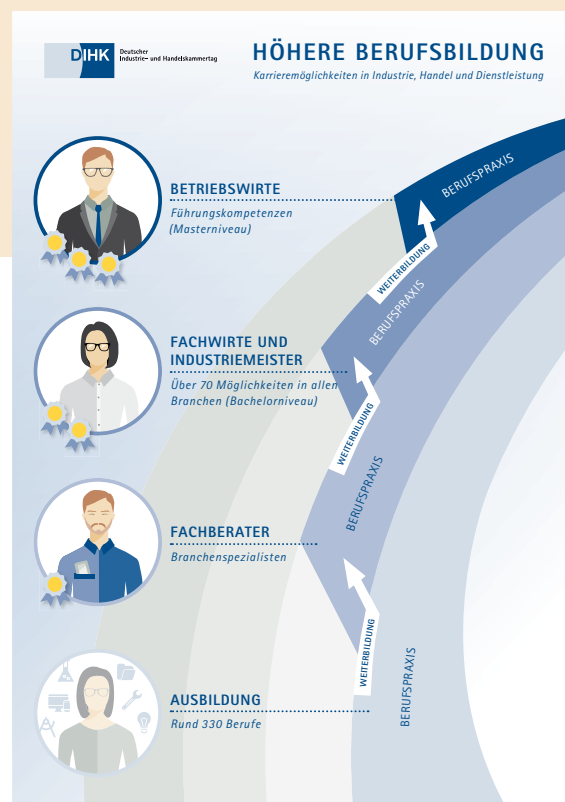 DIHK
Deutscher
Industrie- und Handelskammertag
HÖHERE BERUFSBILDUNG
Karrieremöglichkeiten in Industrie, Handel und Dienstleistung
BERUFSPRAXIS
BETRIEBSWIRTE
Führungskompetenzen
(Masterniveau)
WEITERBILDUNG
BERUFSPRAXIS
FACHWIRTE UND
INDUSTRIEMEISTER
Über 70 Möglichkeiten in allen
Branchen (Bachelorniveau)
WEITERBILDUNG
BERUFSPRAXIS
FACHBERATER
Branchenspezialisten
WEITERBILDUNG
BERUFSPRAXIS
AUSBILDUNG
Rund 330 Berufe